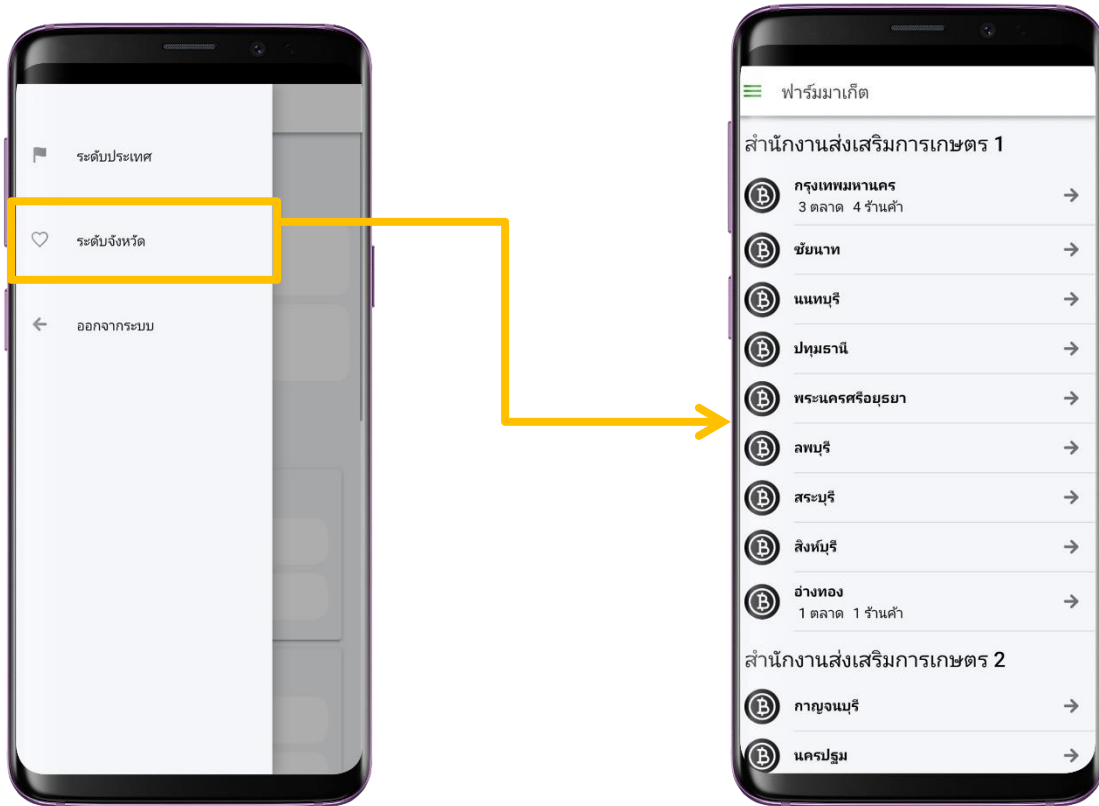 ระดับประเทศ
ระดับจังหวัด
ออกจากระบบ
ฟาร์มมาเก็ต
สำนักงานส่งเสริมการเกษตร 1
กรุงเทพมหานคร
3 ตลาด 4 ร้านค้า
ชัยนาท
นนทบุรี
ปทุมธานี
พระนครศรีอยุธยา
ลพบุรี
สระบุรี
สิงห์บุรี
อ่างทอง
1 ตลาด 1 ร้านค้า
สำนักงานส่งเสริมการเกษตร 2
กาญจนบุรี
นครปฐม